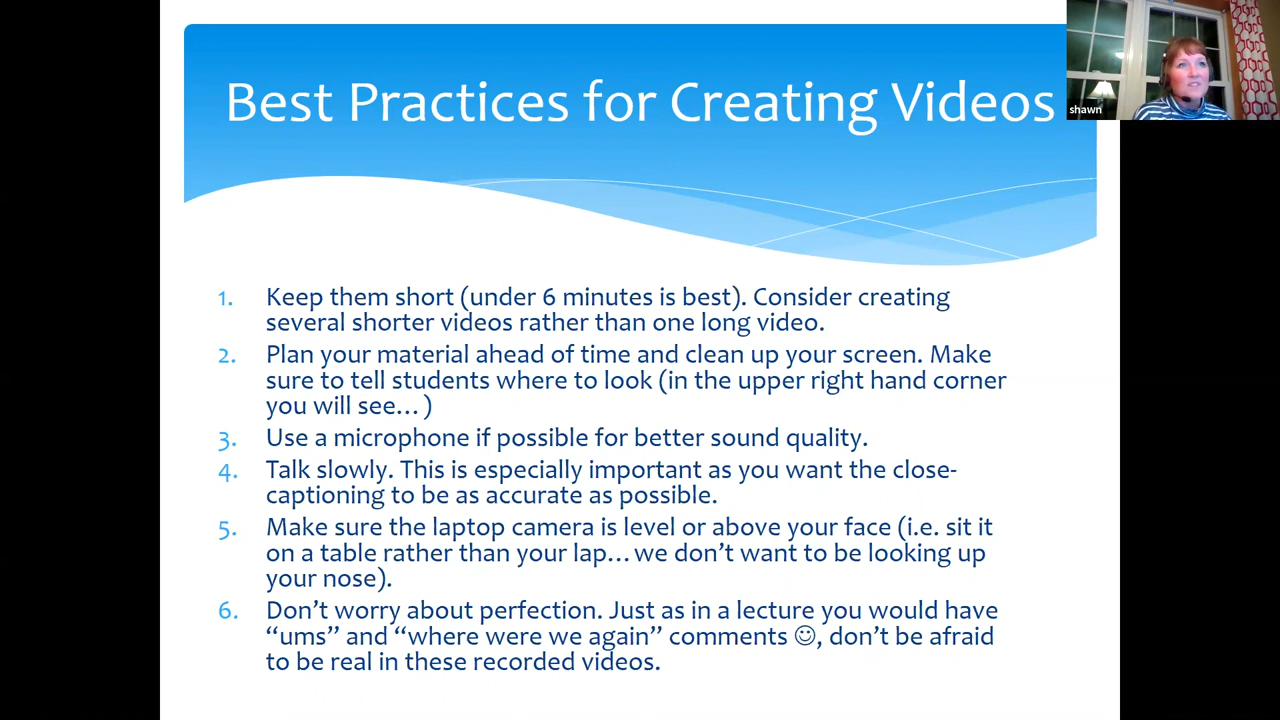 Best Practices for Creating Videos
shawn
1. Keep them short (under 6 minutes is best). Consider creating
several shorter videos rather than one long video.
2. Plan your material ahead of time and clean up your screen. Make
sure to tell students where to look (in the upper right hand corner
you will see…)
3. Use a microphone if possible for better sound quality.
4. Talk slowly. This is especially important as you want the close-
captioning to be as accurate as possible.
5. Make sure the laptop camera is level or above your face (i.e. sit it
on a table rather than your lap…we don’t want to be looking up
your nose).
6. Don’t worry about perfection. Just as in a lecture you would have
“ums” and “where were we again” comments ☺, don’t be afraid
to be real in these recorded videos.